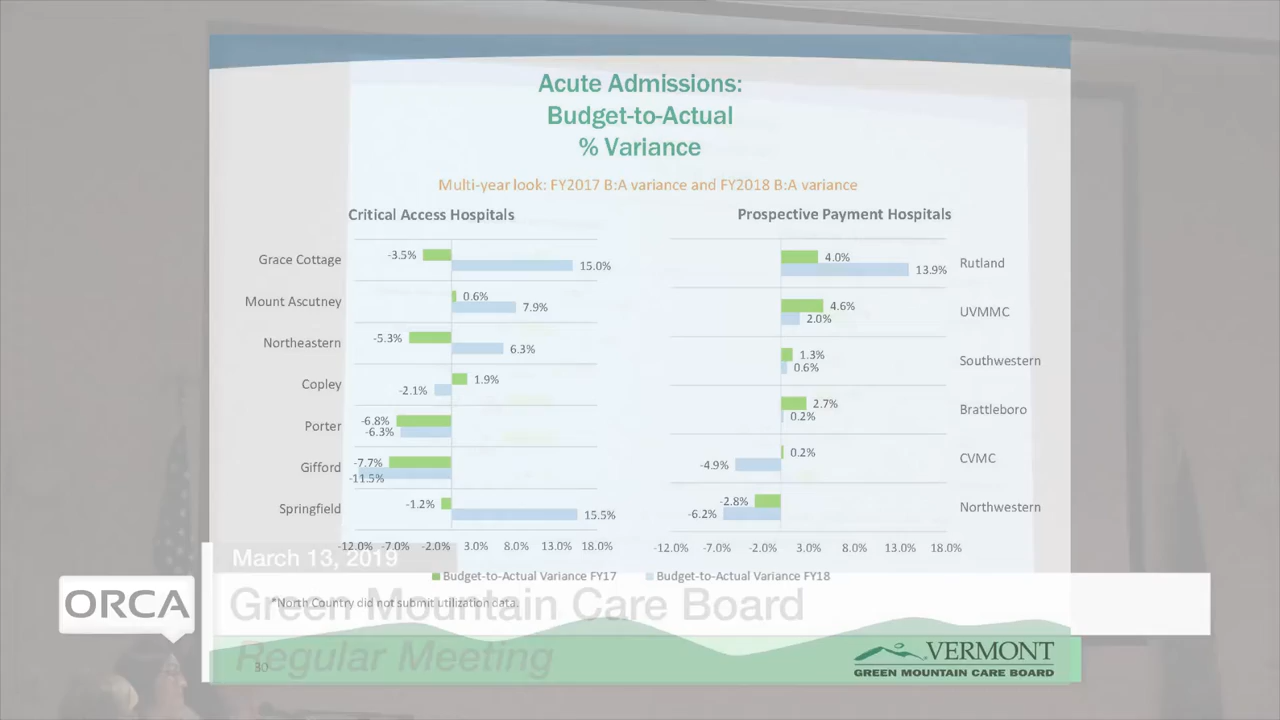 Acute Admissions:
Budget-to-Actual
% Variance
Multi-year look: FY2017 B:A variance and FY2018 B:A variance
Critical Access Hospitals
Grace Cottage -3.5% 15.0%
Mount Ascutney 0.6% 7.9%
Northeastern -5.3% 6.3%
Copley 1.9% -2.1%
Porter -6.8% -6.3%
Gifford -7.7% -11.5%
Springfield -1.2% 15.5%
-12.0% -7.0% -2.0% 3.0% 8.0% 13.0% 18.0%
Prospective Payment Hospitals
4.0% 13.9% Rutland
4.6% 2.0% UVMMC
1.3% 0.6% Southwestern
2.7% 0.2% Brattleboro
0.2% -4.9% CVMC
-2.8% -6.2% Northwestern
-12.0% -7.0% -2.0% 3.0% 8.0% 13.0% 18.0%
Budget-to-Actual Variance FY17 Budget-to-Actual Variance FY18
*North Country did not submit utilization data.
30
VERMONT
GREEN MOUNTAIN CARE BOARD
March 13, 2019
ORCA
Green Mountain Care Board
Regular Meeting